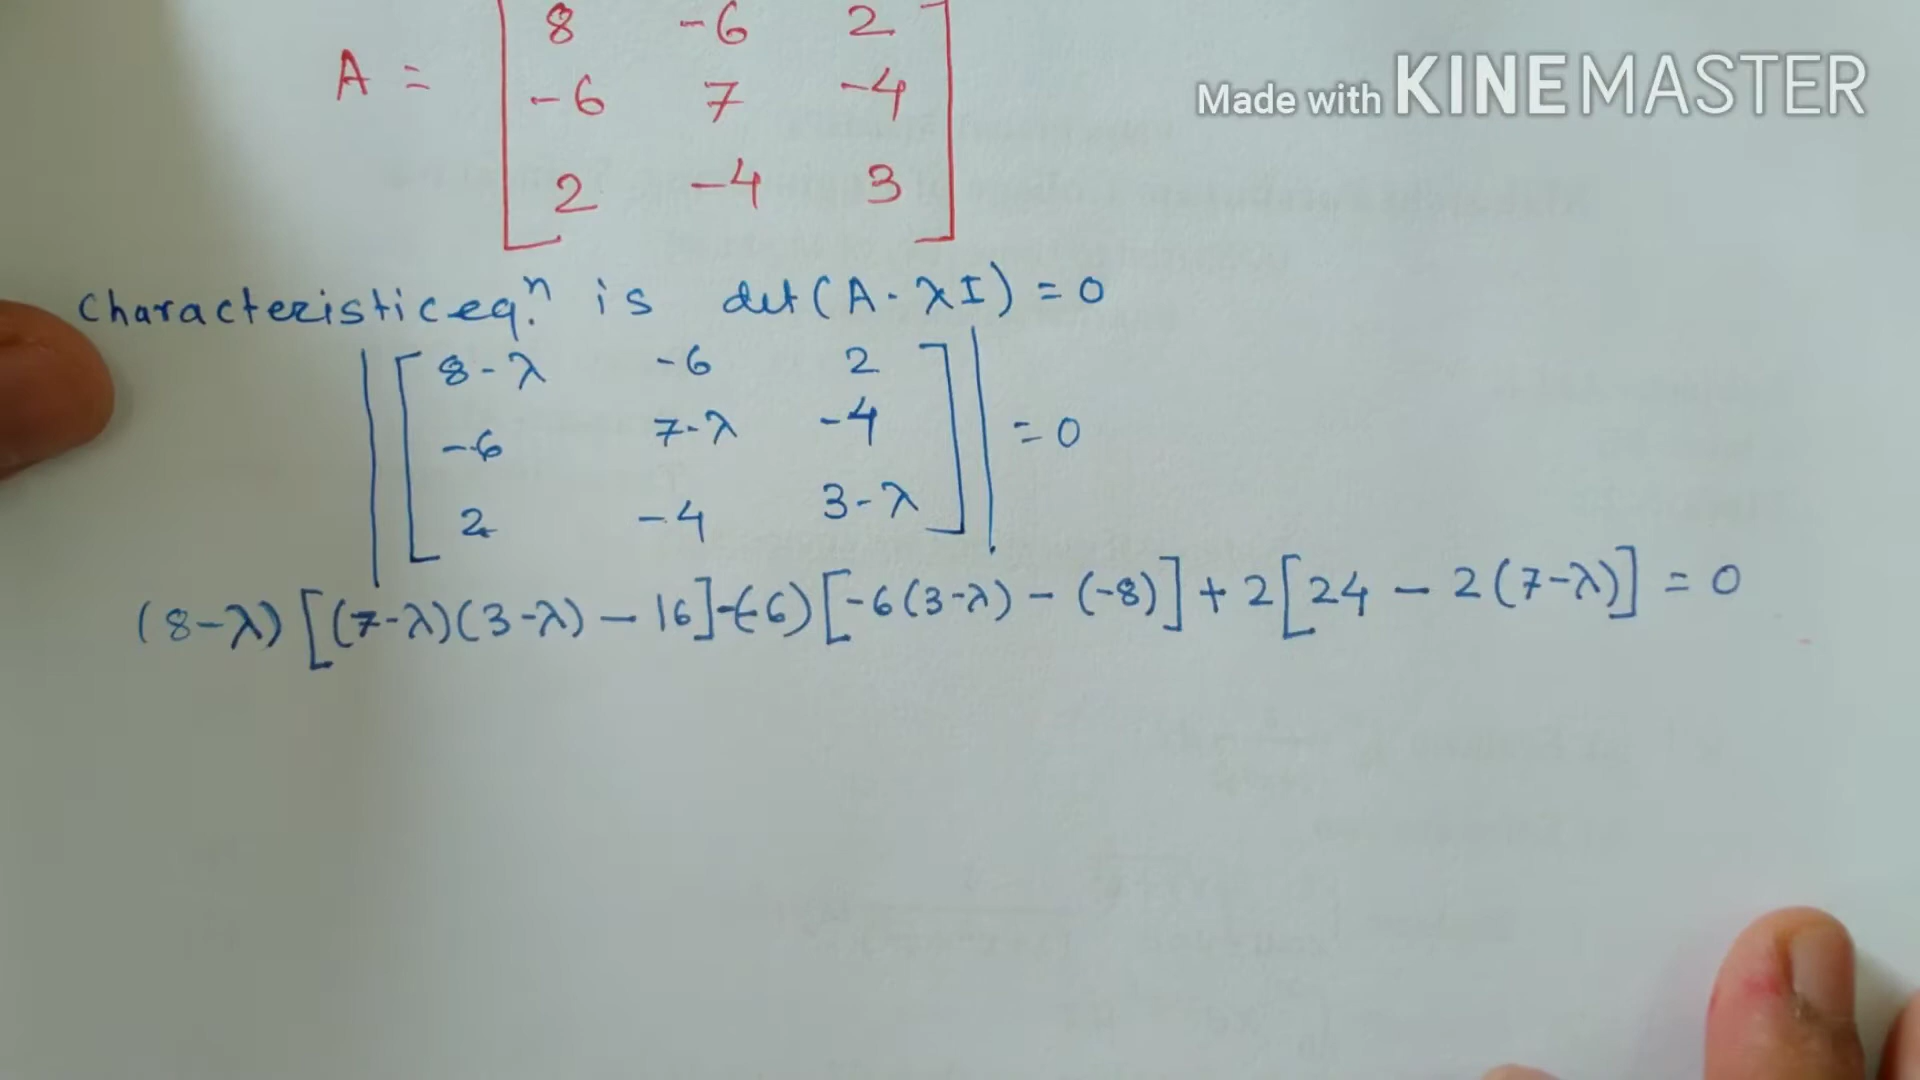 8 -6 2
A = -6 7 -4
2 -4 3
Made with KINEMASTER
Characteristic eq.ⁿ is det(A - λI) = 0
8-λ -6 2
-6 7-λ -4 = 0
2 -4 3-λ
(8-λ)[(7-λ)(3-λ) - 16] -(-6)[-6(3-λ) - (-8)] + 2[24 - 2(7-λ)] = 0